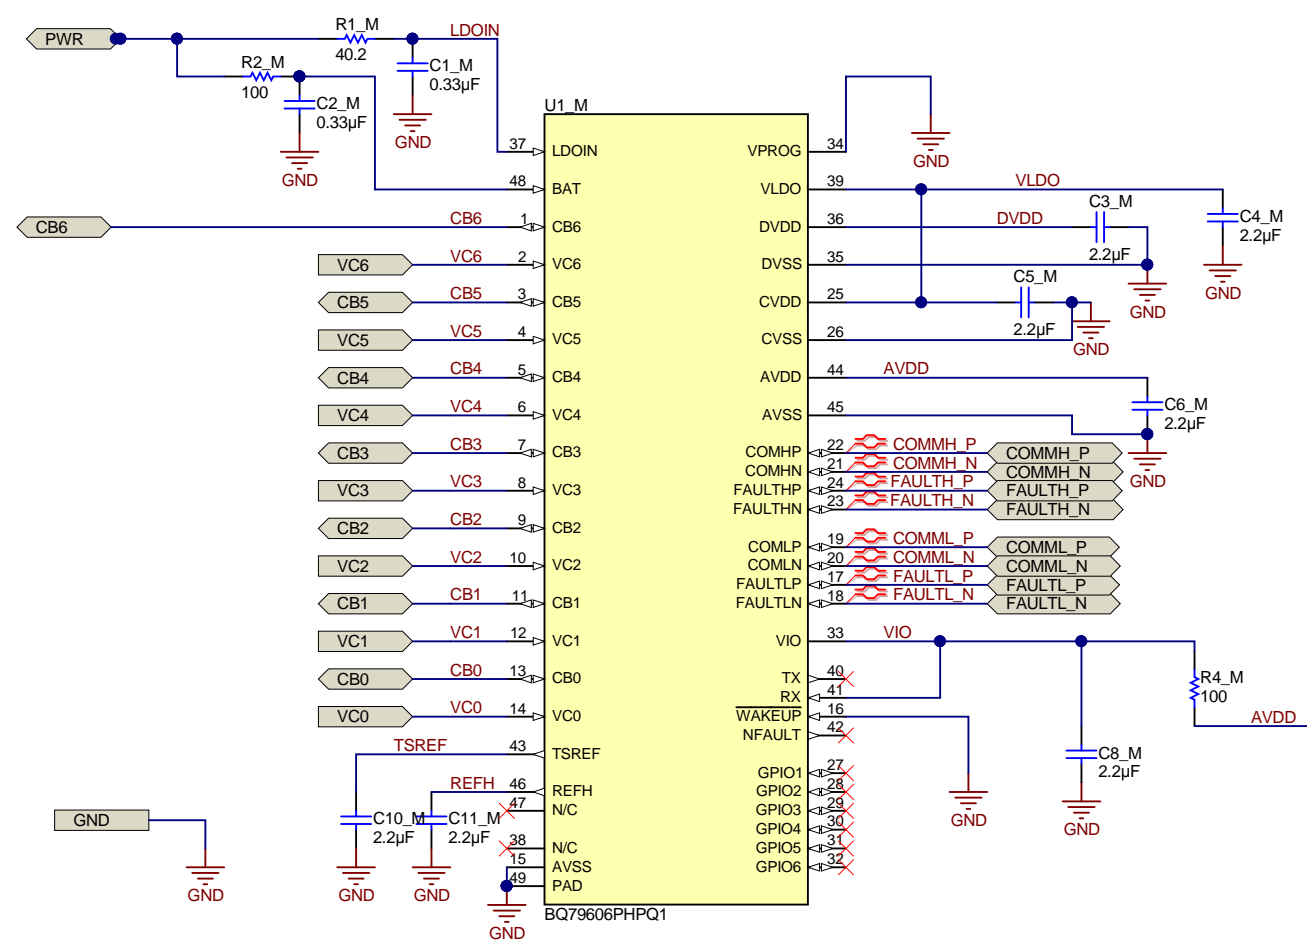 PWR
R1_M
40.2
LDOIN
C1_M
0.33µF
GND
R2_M
100
C2_M
0.33µF
GND
U1_M
37 LDOIN
48 BAT
CB6 CB6 1 CB6
VC6 VC6 2 VC6
CB5 CB5 3 CB5
VC5 VC5 4 VC5
CB4 CB4 5 CB4
VC4 VC4 6 VC4
CB3 CB3 7 CB3
VC3 VC3 8 VC3
CB2 CB2 9 CB2
VC2 VC2 10 VC2
CB1 CB1 11 CB1
VC1 VC1 12 VC1
CB0 CB0 13 CB0
VC0 VC0 14 VC0
TSREF 43 TSREF
REFH 46 REFH
47 N/C
38 N/C
15 AVSS
49 PAD
C10_M
2.2µF
GND
C11_M
2.2µF
GND
GND
GND
GND
BQ79606PHPQ1
VPROG 34
GND
VLDO 39 VLDO
C4_M
2.2µF
GND
DVDD 36 DVDD
C3_M
2.2µF
DVSS 35
GND
CVDD 25
C5_M
2.2µF
CVSS 26
GND
AVDD 44 AVDD
C6_M
2.2µF
AVSS 45
GND
COMHP 22 COMMH_P COMMH_P
COMHN 21 COMMH_N COMMH_N
FAULTHP 24 FAULTH_P FAULTH_P
FAULTHN 23 FAULTH_N FAULTH_N
COMLP 19 COMML_P COMML_P
COMLN 20 COMML_N COMML_N
FAULTLP 17 FAULTL_P FAULTL_P
FAULTLN 18 FAULTL_N FAULTL_N
VIO 33 VIO
TX 40
RX 41
WAKEUP 16
NFAULT 42
GPIO1 27
GPIO2 28
GPIO3 29
GPIO4 30
GPIO5 31
GPIO6 32
GND
C8_M
2.2µF
GND
R4_M
100
AVDD